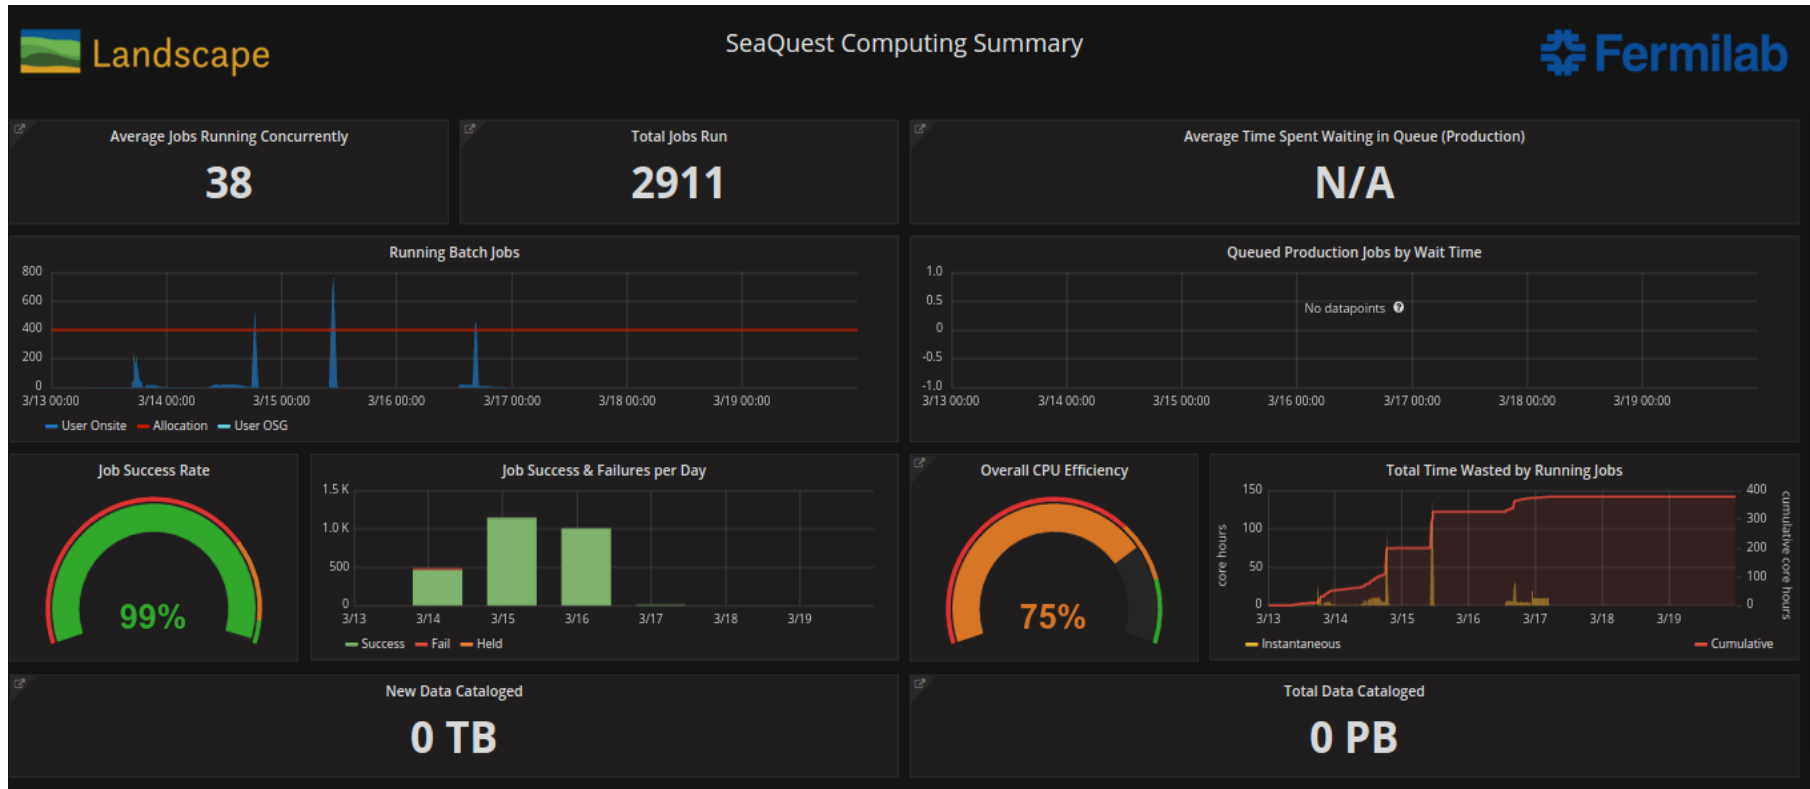 Landscape
SeaQuest Computing Summary
Fermilab
Average Jobs Running Concurrently
38
Total Jobs Run
2911
Average Time Spent Waiting in Queue (Production)
N/A
Running Batch Jobs
800
600
400
200
0
3/13 00:00 3/14 00:00 3/15 00:00 3/16 00:00 3/17 00:00 3/18 00:00 3/19 00:00
User Onsite Allocation User OSG
Queued Production Jobs by Wait Time
1.0
0.5
0
-0.5
-1.0
No datapoints
3/13 00:00 3/14 00:00 3/15 00:00 3/16 00:00 3/17 00:00 3/18 00:00 3/19 00:00
Job Success Rate
99%
Job Success & Failures per Day
1.5 K
1.0 K
500
0
3/13 3/14 3/15 3/16 3/17 3/18 3/19
Success Fail Held
Overall CPU Efficiency
75%
Total Time Wasted by Running Jobs
core hours
150
100
50
0
400
300
200
100
0
cumulative core hours
3/13 3/14 3/15 3/16 3/17 3/18 3/19
Instantaneous Cumulative
New Data Cataloged
0 TB
Total Data Cataloged
0 PB